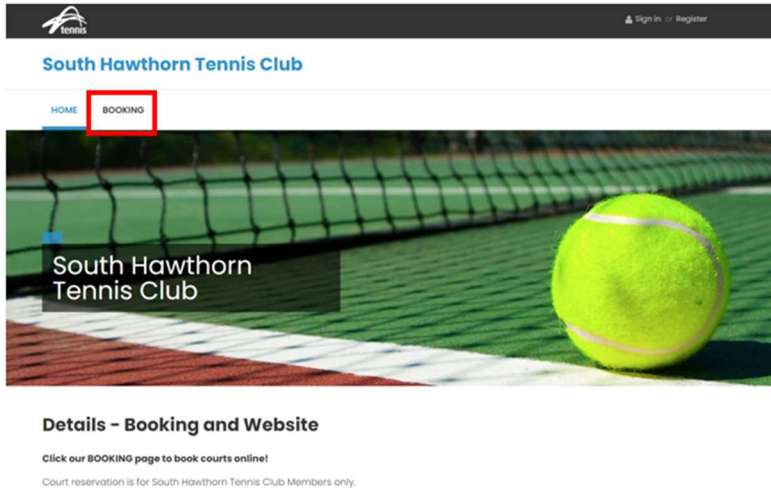 tennis
Sign in or Register
South Hawthorn Tennis Club
HOME BOOKING
South Hawthorn
Tennis Club
Details - Booking and Website
Click our BOOKING page to book courts online!
Court reservation is for South Hawthorn Tennis Club Members only.